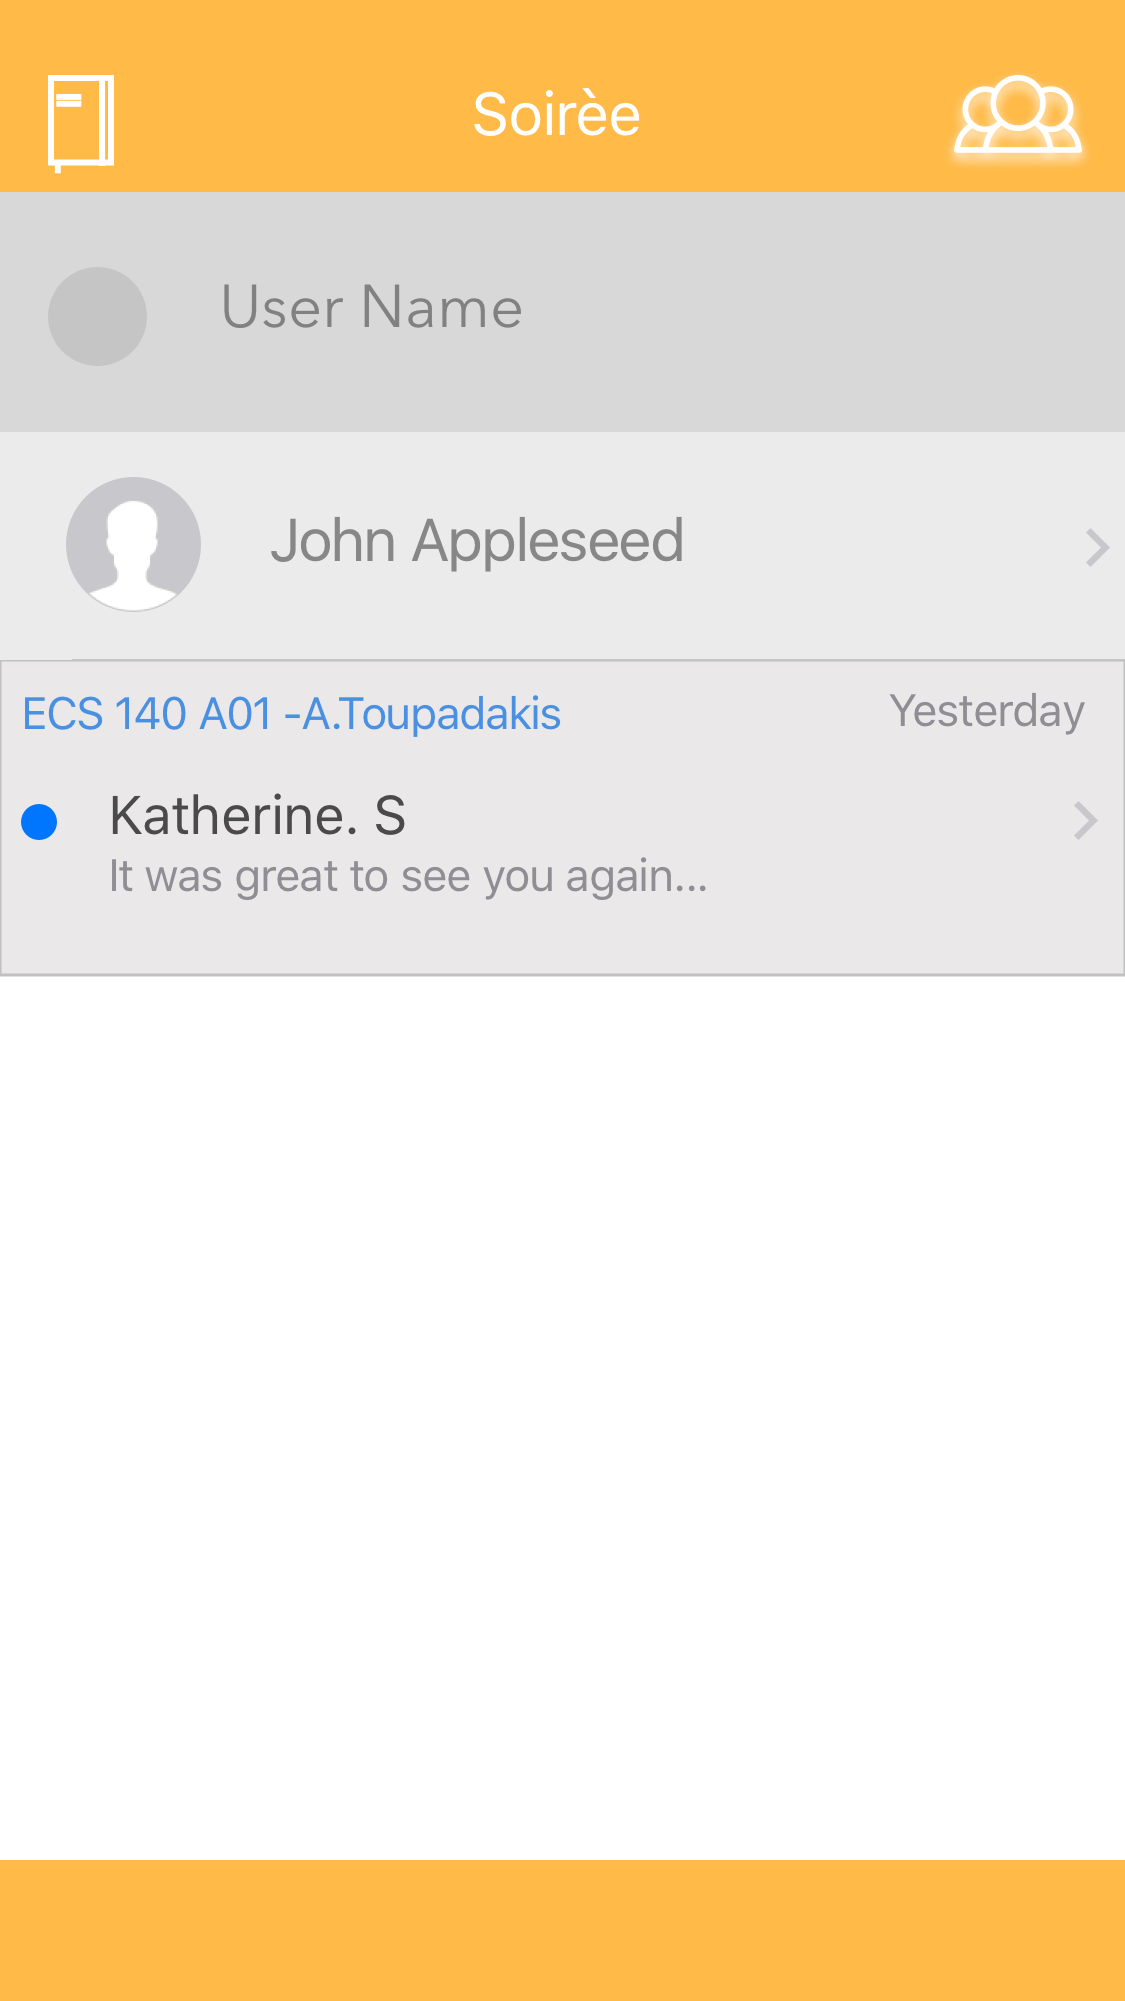 Soirèe
User Name
John Appleseed
ECS 140 A01 -A.Toupadakis
Yesterday
Katherine. S
It was great to see you again...